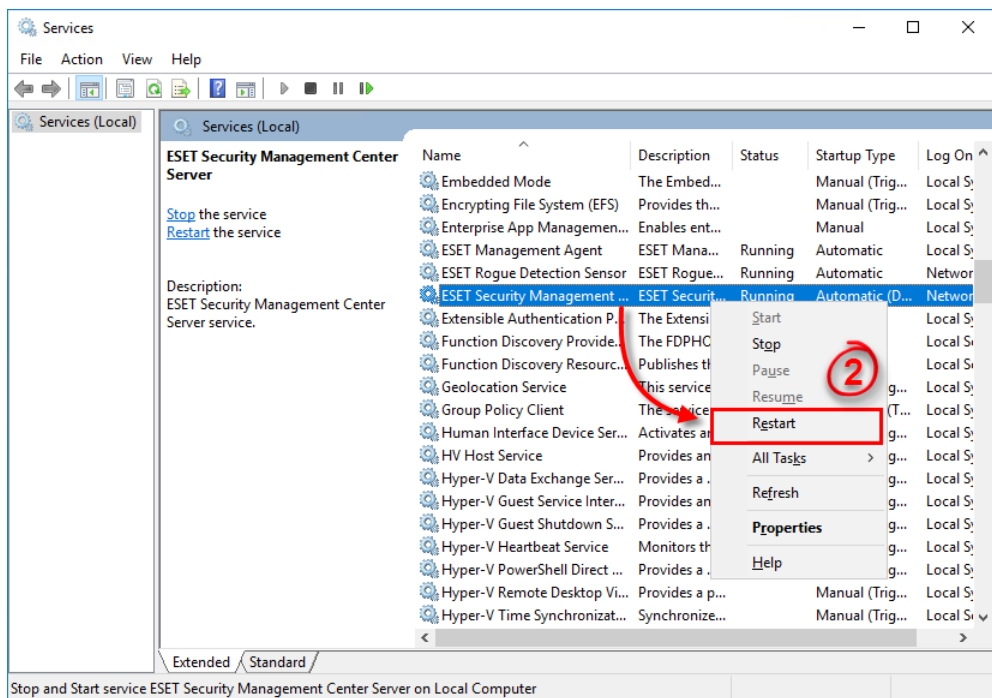 Services
File Action View Help
Services (Local)
Services (Local)
ESET Security Management Center
Server
Stop the service
Restart the service
Description:
ESET Security Management Center
Server service.
Name Description Status Startup Type Log On
Embedded Mode The Embed... Manual (Trig... Local Sy
Encrypting File System (EFS) Provides th... Manual (Trig... Local Sy
Enterprise App Managemen... Enables ent... Manual Local Sy
ESET Management Agent ESET Mana... Running Automatic Local Sy
ESET Rogue Detection Sensor ESET Rogue... Running Automatic Networ
ESET Security Management ... ESET Securit... Running Automatic (D... Networ
Extensible Authentication P... The Extensi Local Sy
Function Discovery Provide... The FDPHO Local Se
Function Discovery Resourc... Publishes th Local Se
Geolocation Service This service g... Local Sy
Group Policy Client The service (T... Local Sy
Human Interface Device Ser... Activates an g... Local Sy
HV Host Service Provides an g... Local Sy
Hyper-V Data Exchange Ser... Provides a . g... Local Sy
Hyper-V Guest Service Inter... Provides an g... Local Sy
Hyper-V Guest Shutdown S... Provides a . g... Local Sy
Hyper-V Heartbeat Service Monitors th g... Local Sy
Hyper-V PowerShell Direct ... Provides a . g... Local Sy
Hyper-V Remote Desktop Vi... Provides a p... Manual (Trig... Local Sy
Hyper-V Time Synchronizat... Synchronize... Manual (Trig... Local Se
Start
Stop
Pause
Resume
Restart
All Tasks
Refresh
Properties
Help
2
Extended Standard
Stop and Start service ESET Security Management Center Server on Local Computer